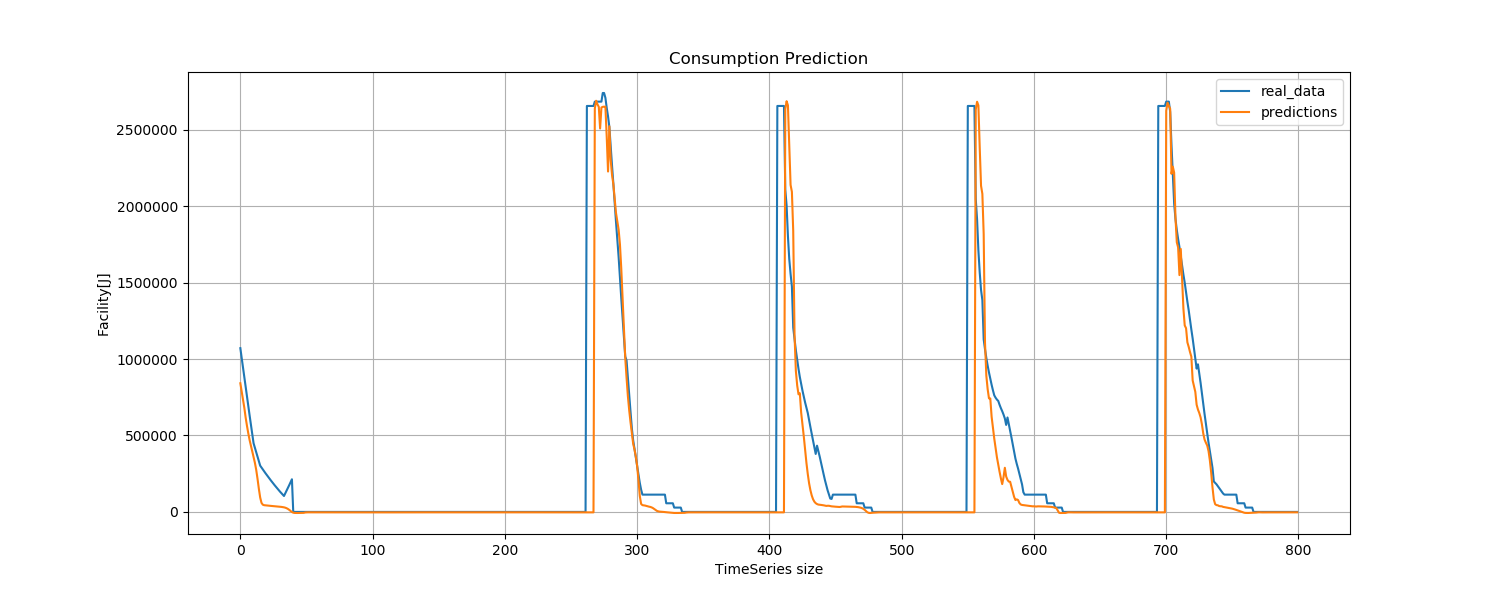 Consumption Prediction
real_data
predictions
Facility[J]
2500000
2000000
1500000
1000000
500000
0
0 100 200 300 400 500 600 700 800
TimeSeries size